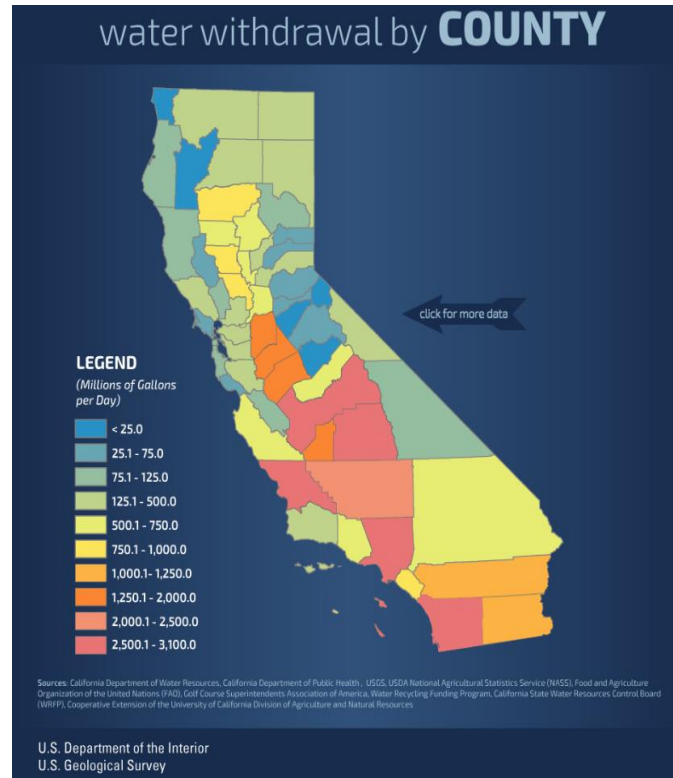 water withdrawal by COUNTY
click for more data
LEGEND
(Millions of Gallons
per Day)
< 25.0
25.1 - 75.0
75.1 - 125.0
125.1 - 500.0
500.1 - 750.0
750.1 - 1,000.0
1,000.1- 1,250.0
1,250.1 - 2,000.0
2,000.1 - 2,500.0
2,500.1 - 3,100.0
Sources: California Department of Water Resources, California Department of Public Health , USGS, USDA National Agricultural Statistics Service (NASS), Food and Agriculture
Organization of the United Nations (FAO), Golf Course Superintendents Association of America, Water Recycling Funding Program, California State Water Resources Control Board
(WRFP), Cooperative Extension of the University of California Division of Agriculture and Natural Resources
U.S. Department of the Interior
U.S. Geological Survey